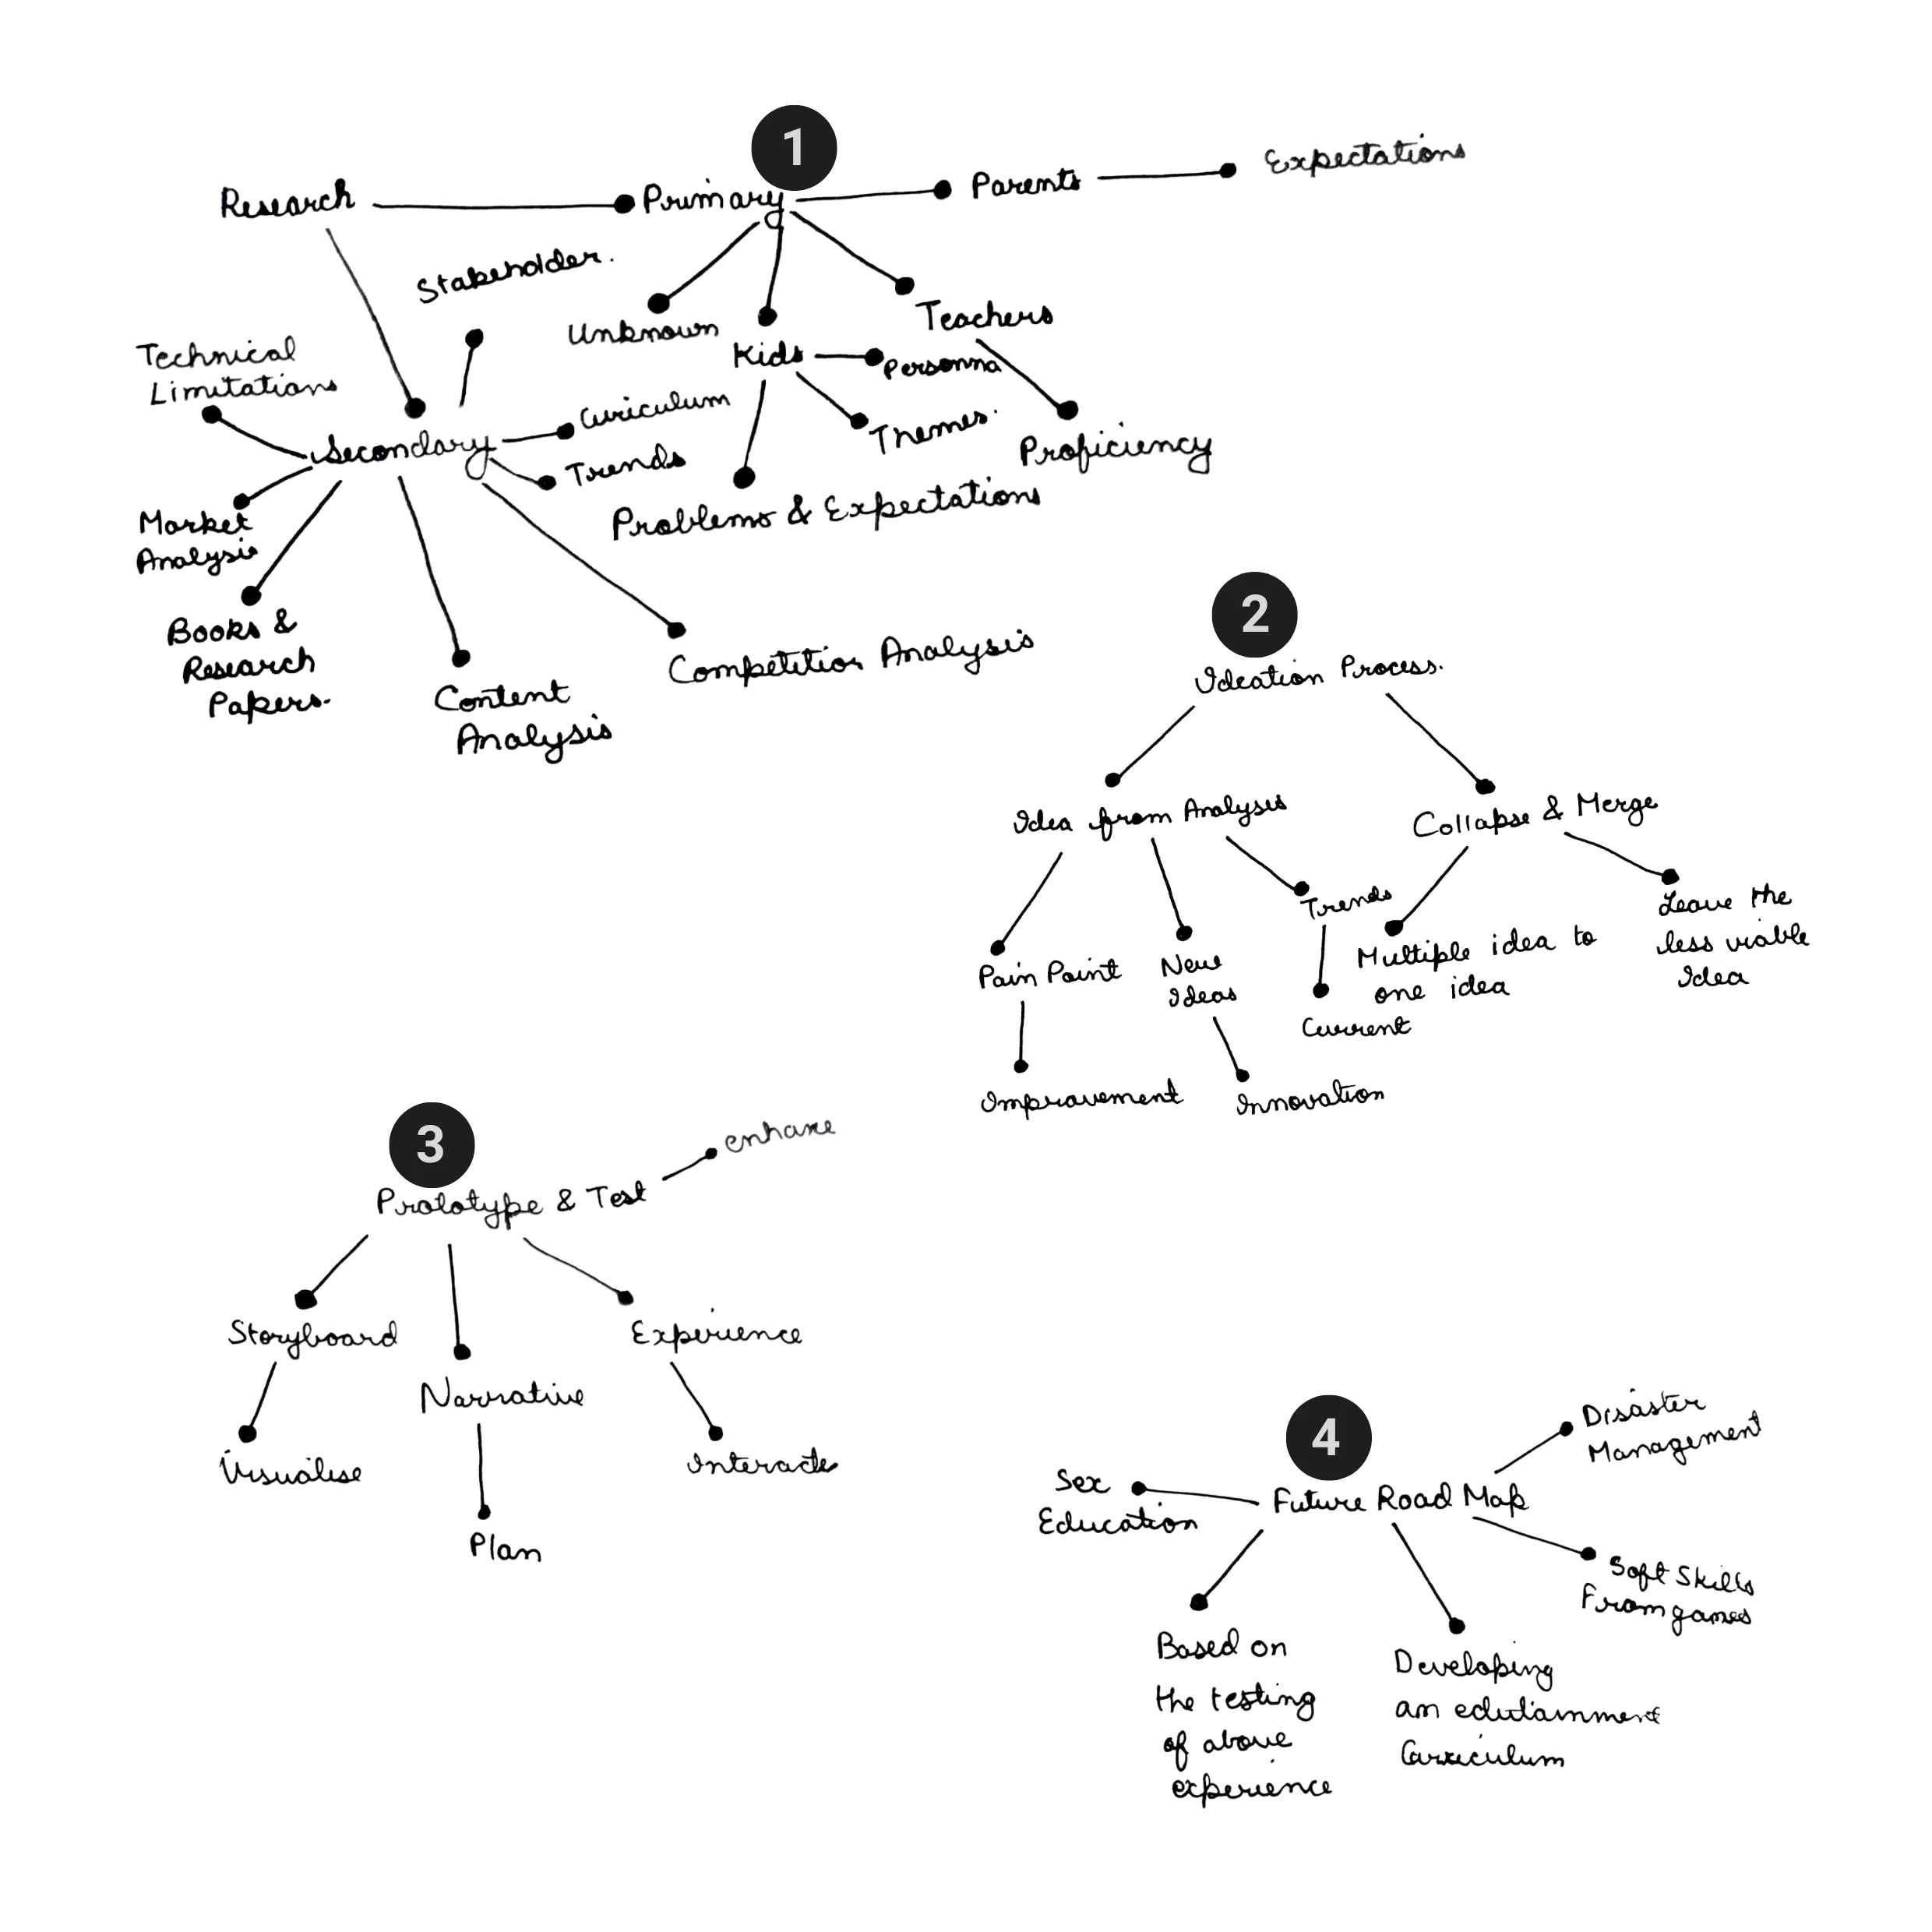 1
Research
Primary
Parents
Expectations
Stakeholder.
Unknown
Kids
Teachers
Personna
Themes.
Proficiency
Problems & Expectations
Technical
Limitations
Secondary
Curiculum
Trends
Market
Analysis
Books &
Research
Papers.
Content
Analysis
Competition Analysis
2
Ideation Process.
Idea from Analysis
Collapse & Merge
Pain Point
New
Ideas
Trends
Multiple idea to
one idea
Leave the
less viable
Idea
Current
Improvement
Innovation
3
Prototype & Test
enhane
Storyboard
Narrative
Experience
Visualise
Plan
Interacte
4
Future Road Map
Disaster
Management
Sex
Education
Soft Skills
From games
Based on
the testing
of above
experience
Developing
an edutainment
Curriculum